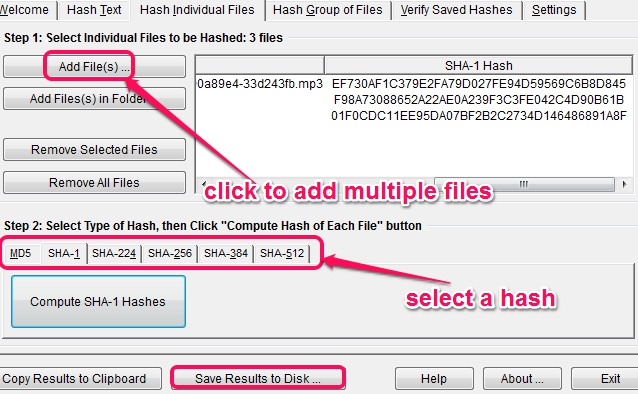 Welcome Hash Text Hash Individual Files Hash Group of Files Verify Saved Hashes Settings
Step 1: Select Individual Files to be Hashed: 3 files
Add File(s) ...
SHA-1 Hash
0a89e4-33d243fb.mp3 EF730AF1C379E2FA79D027FE94D59569C6B8D845
Add Files(s) in Folder
F98A73088652A22AE0A239F3C3FE042C4D90B61B
01F0CDC11EE95DA07BF2B2C2734D146486891A8F
Remove Selected Files
Remove All Files
click to add multiple files
Step 2: Select Type of Hash, then Click "Compute Hash of Each File" button
MD5 SHA-1 SHA-224 SHA-256 SHA-384 SHA-512
Compute SHA-1 Hashes
select a hash
Copy Results to Clipboard Save Results to Disk ... Help About ... Exit